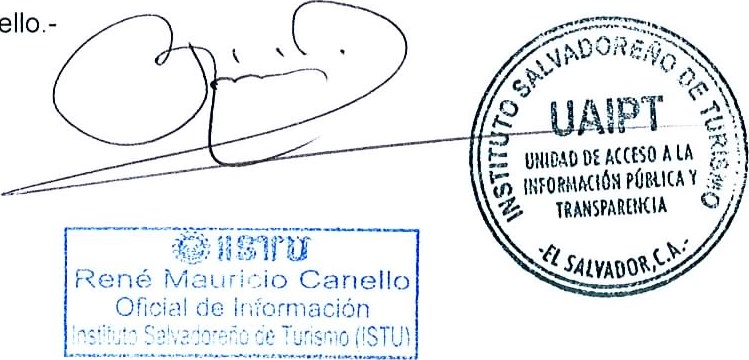 ello.-
INSTITUTO SALVADOREÑO DE TURISMO
UAIPT
UNIDAD DE ACCESO A LA
INFORMACIÓN PÚBLICA Y
TRANSPARENCIA
-EL SALVADOR, C.A.-
ISTU
René Mauricio Canello
Oficial de Información
Instituto Salvadoreño de Turismo (ISTU)